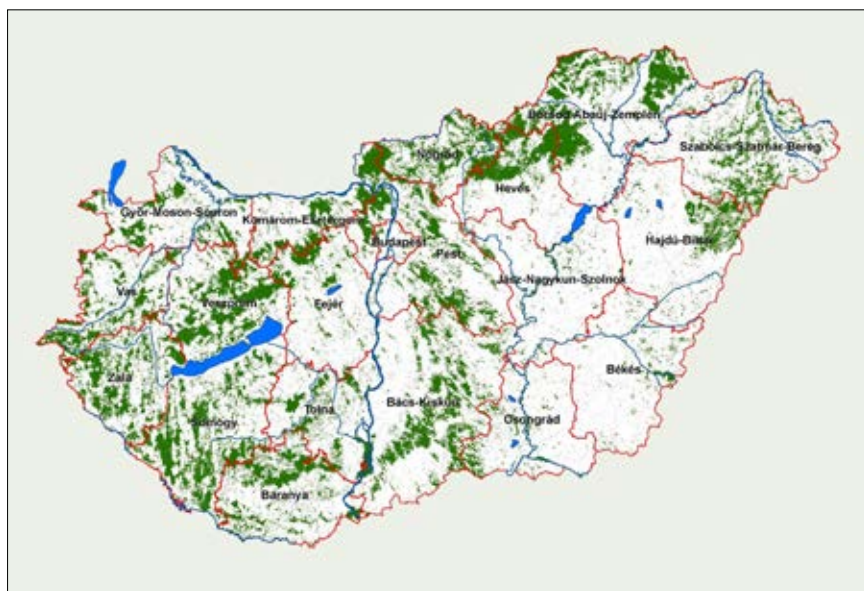 Borsod-Abaúj-Zemplén
Szabolcs-Szatmár-Bereg
Nógrád
Heves
Győr-Moson-Sopron
Komárom-Esztergom
Budapest
Pest
Hajdú-Bihar
Jász-Nagykun-Szolnok
Vas
Veszprém
Fejér
Zala
Somogy
Tolna
Bács-Kiskun
Békés
Csongrád
Baranya